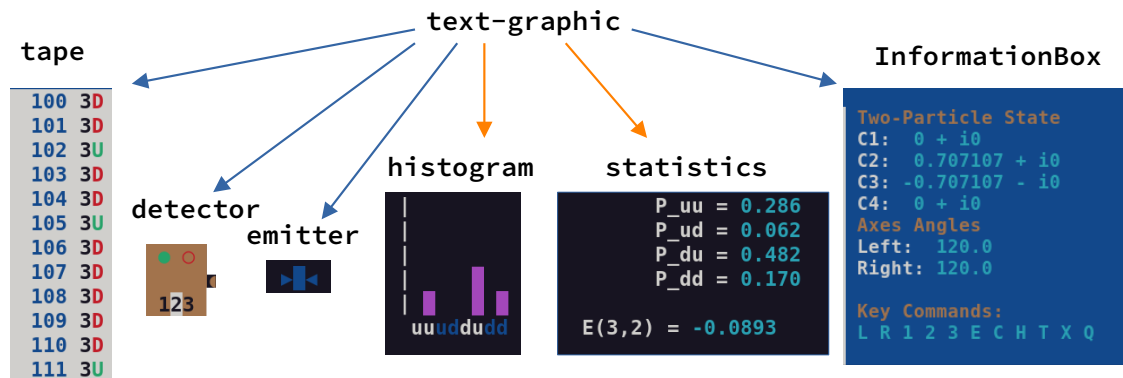 text-graphic
tape
InformationBox
100 3D
101 3D
102 3U
103 3D
104 3D
105 3U
106 3D
107 3D
108 3D
109 3D
110 3D
111 3U
detector
123
emitter
histogram
uuuddudd
statistics
P_uu = 0.286
P_ud = 0.062
P_du = 0.482
P_dd = 0.170
E(3,2) = -0.0893
Two-Particle State
C1: 0 + i0
C2: 0.707107 + i0
C3: -0.707107 - i0
C4: 0 + i0
Axes Angles
Left: 120.0
Right: 120.0
Key Commands:
L R 1 2 3 E C H T X Q